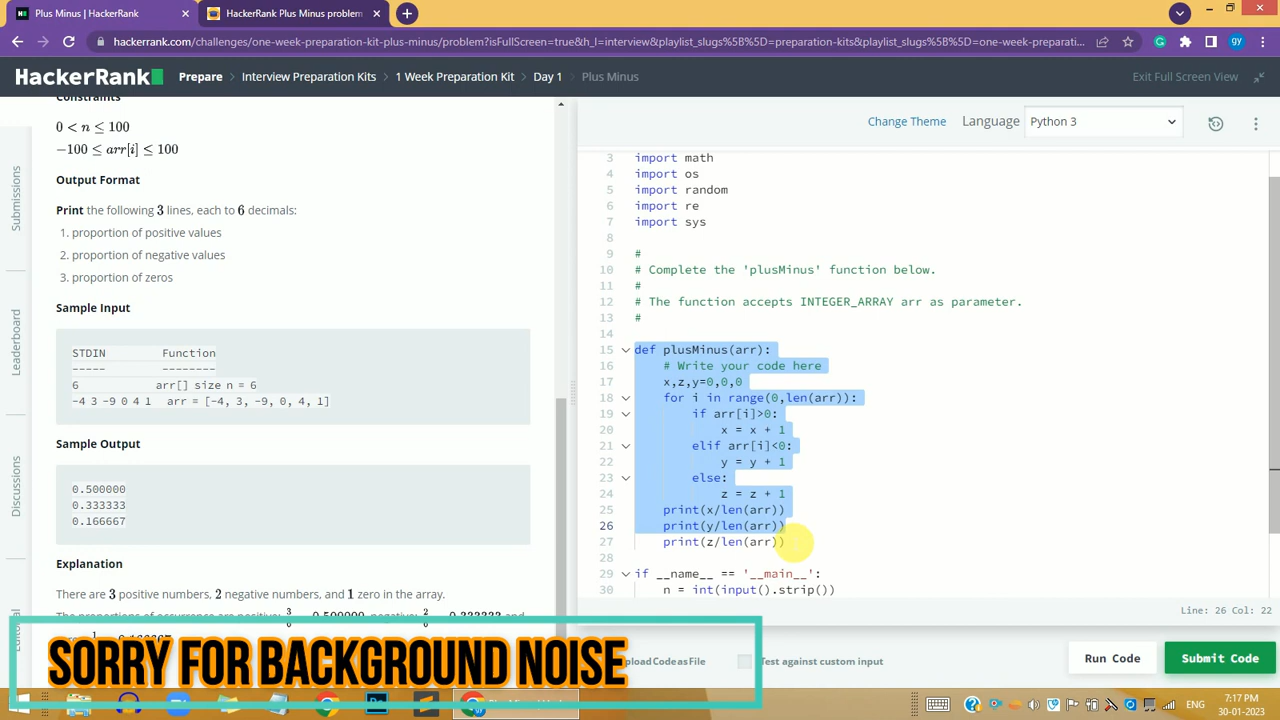 Plus Minus | HackerRank
HackerRank Plus Minus problem
hackerrank.com/challenges/one-week-preparation-kit-plus-minus/problem?isFullScreen=true&h_l=interview&playlist_slugs%5B%5D=preparation-kits&playlist_slugs%5B%5D=one-week-preparation...
gy
HackerRank
Prepare
Interview Preparation Kits
1 Week Preparation Kit
Day 1
Plus Minus
Exit Full Screen View
Submissions
Leaderboard
Discussions
Constraints
0 < n ≤ 100
−100 ≤ arr[i] ≤ 100
Output Format
Print the following 3 lines, each to 6 decimals:
1. proportion of positive values
2. proportion of negative values
3. proportion of zeros
Sample Input
STDIN Function
----- --------
6 arr[] size n = 6
-4 3 -9 0 4 1 arr = [-4, 3, -9, 0, 4, 1]
Sample Output
0.500000
0.333333
0.166667
Explanation
There are 3 positive numbers, 2 negative numbers, and 1 zero in the array.
Change Theme
Language
Python 3
3 import math
4 import os
5 import random
6 import re
7 import sys
8
9 #
10 # Complete the 'plusMinus' function below.
11 #
12 # The function accepts INTEGER_ARRAY arr as parameter.
13 #
14
15 def plusMinus(arr):
16 # Write your code here
17 x,z,y=0,0,0
18 for i in range(0,len(arr)):
19 if arr[i]>0:
20 x = x + 1
21 elif arr[i]<0:
22 y = y + 1
23 else:
24 z = z + 1
25 print(x/len(arr))
26 print(y/len(arr))
27 print(z/len(arr))
28
29 if __name__ == '__main__':
30 n = int(input().strip())
Line: 26 Col: 22
Upload Code as File
Test against custom input
Run Code
Submit Code
SORRY FOR BACKGROUND NOISE
ENG
7:17 PM
30-01-2023